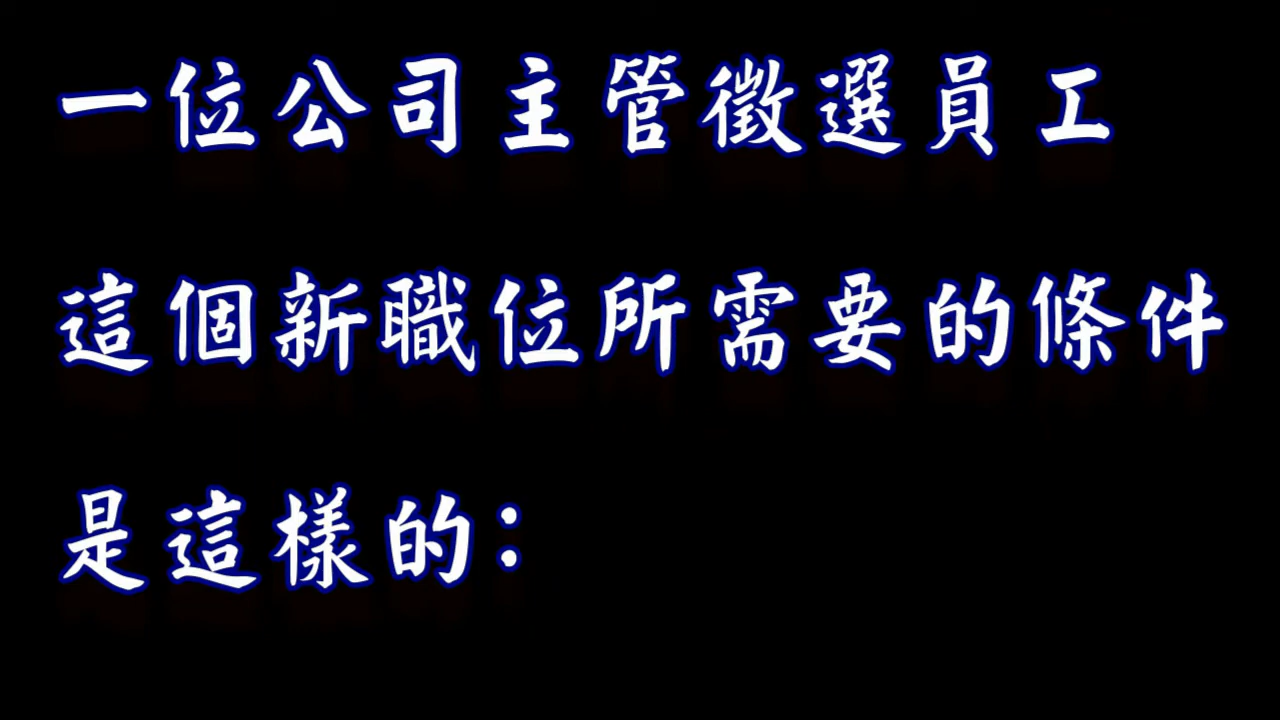 一位公司主管徵選員工
這個新職位所需要的條件
是這樣的：